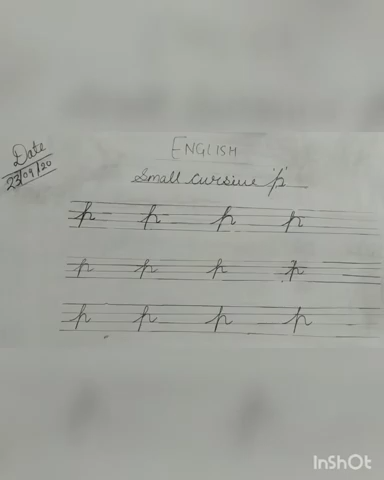 Date
23/09/20
ENGLISH
Small cursive 'p'
p p p p
p p p p
p p p p
InShOt